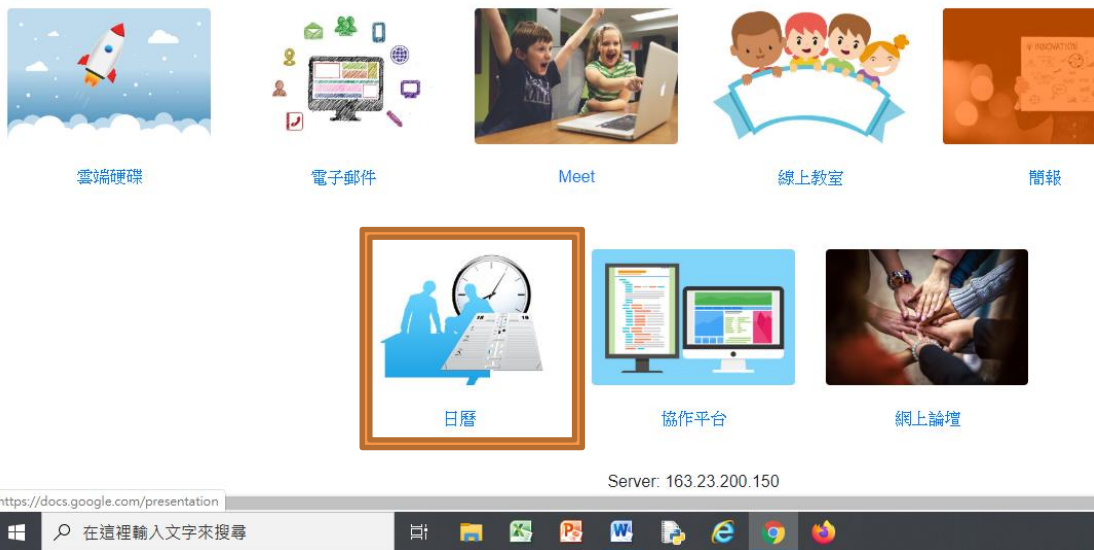 INNOVATION
雲端硬碟
電子郵件
Meet
線上教室
簡報
日曆
協作平台
網上論壇
Server: 163.23.200.150
https://docs.google.com/presentation
在這裡輸入文字來搜尋